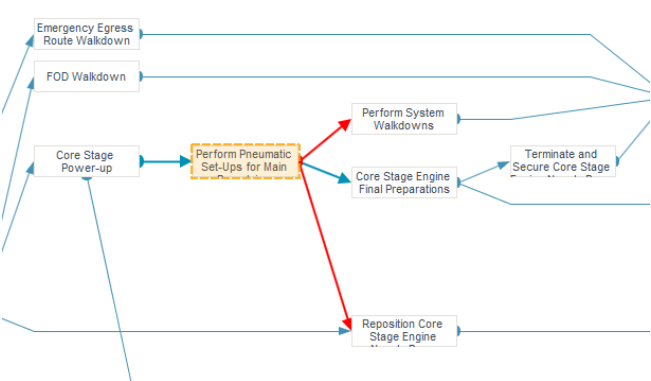 Emergency Egress
Route Walkdown
FOD Walkdown
Perform System
Walkdowns
Core Stage
Power-up
Perform Pneumatic
Set-Ups for Main
Core Stage Engine
Final Preparations
Terminate and
Secure Core Stage
Reposition Core
Stage Engine